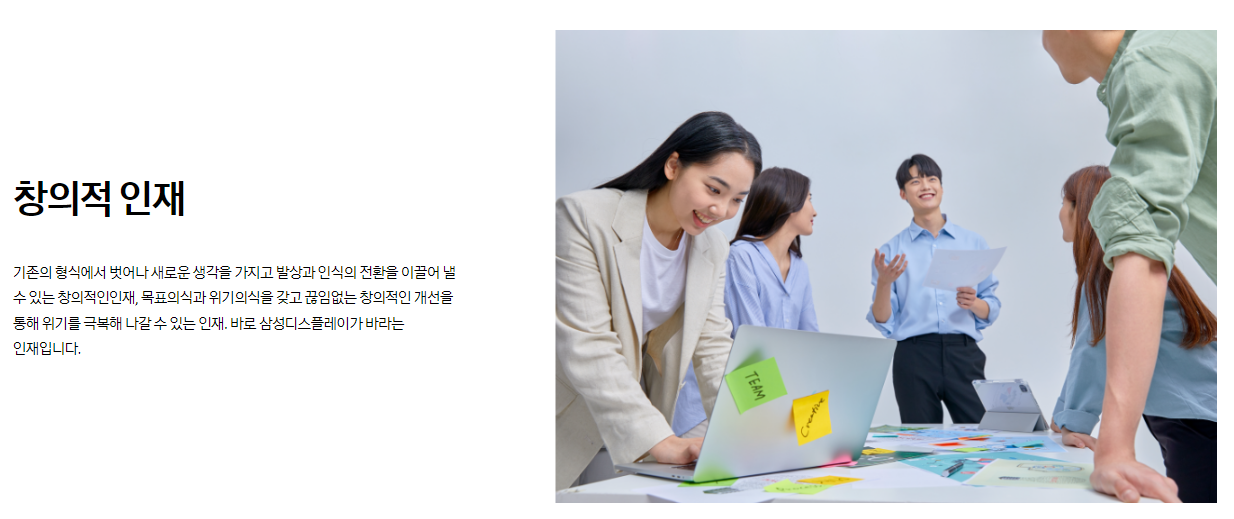 창의적 인재
기존의 형식에서 벗어나 새로운 생각을 가지고 발상과 인식의 전환을 이끌어 낼
수 있는 창의적인인재, 목표의식과 위기의식을 갖고 끊임없는 창의적인 개선을
통해 위기를 극복해 나갈 수 있는 인재. 바로 삼성디스플레이가 바라는
인재입니다.
TEAM
Creative